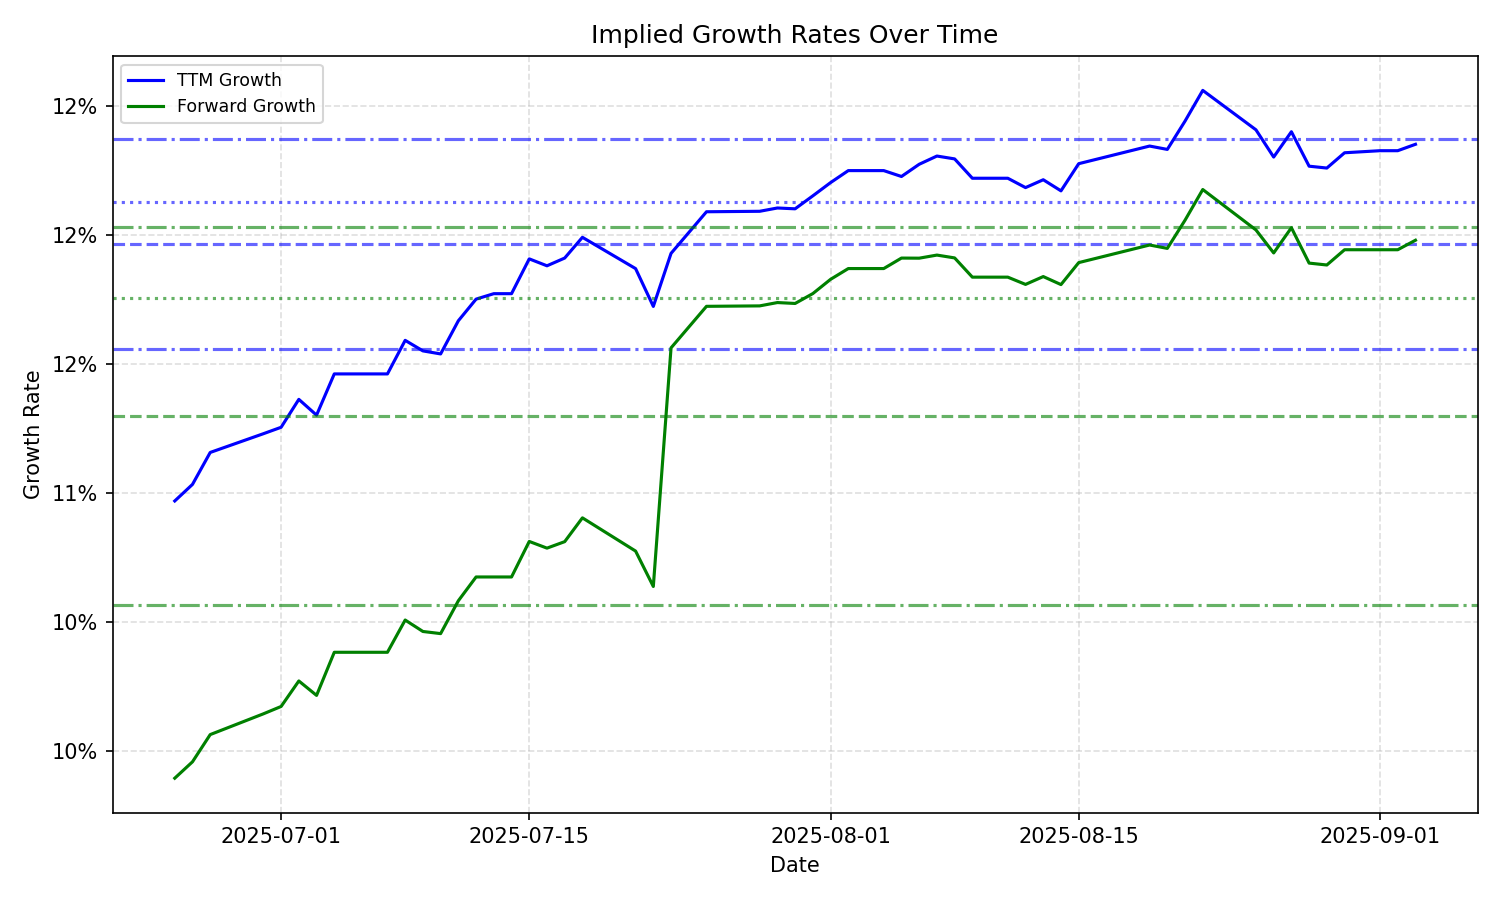 Implied Growth Rates Over Time
TTM Growth
Forward Growth
12%
12%
12%
11%
10%
10%
Growth Rate
2025-07-01
2025-07-15
2025-08-01
2025-08-15
2025-09-01
Date